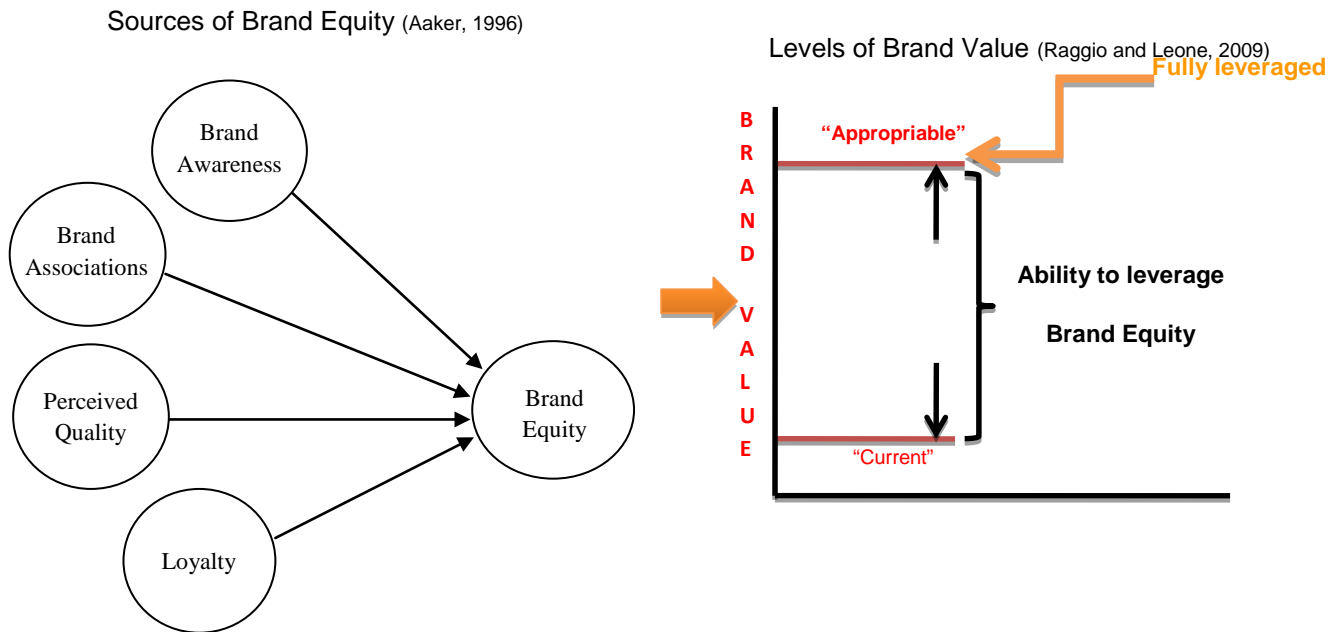 Sources of Brand Equity (Aaker, 1996)
Brand
Awareness
Brand
Associations
Perceived
Quality
Loyalty
Brand
Equity
Levels of Brand Value (Raggio and Leone, 2009)
Fully leveraged
B
R
A
N
D
V
A
L
U
E
“Appropriable”
Ability to leverage
Brand Equity
“Current”